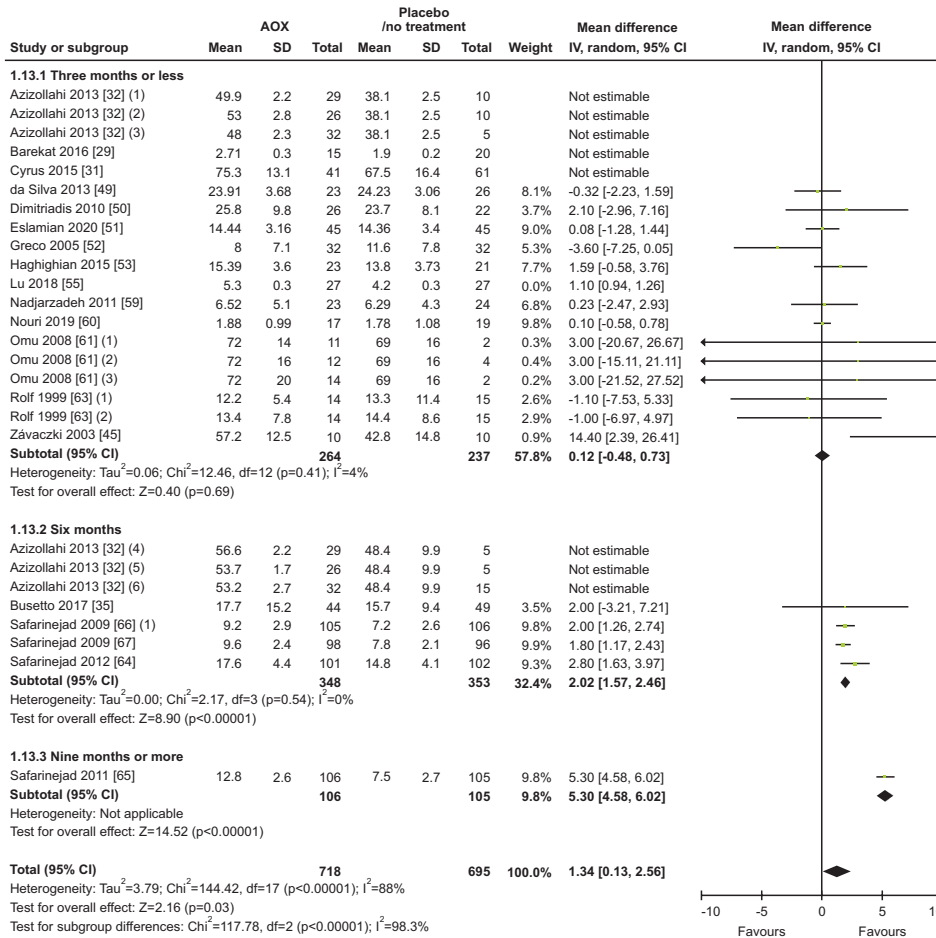 Placebo
AOX /no treatment Mean difference Mean difference
Study or subgroup Mean SD Total Mean SD Total Weight IV, random, 95% CI IV, random, 95% CI
1.13.1 Three months or less
Azizollahi 2013 [32] (1) 49.9 2.2 29 38.1 2.5 10 Not estimable
Azizollahi 2013 [32] (2) 53 2.8 26 38.1 2.5 10 Not estimable
Azizollahi 2013 [32] (3) 48 2.3 32 38.1 2.5 5 Not estimable
Barekat 2016 [29] 2.71 0.3 15 1.9 0.2 20 Not estimable
Cyrus 2015 [31] 75.3 13.1 41 67.5 16.4 61 Not estimable
da Silva 2013 [49] 23.91 3.68 23 24.23 3.06 26 8.1% -0.32 [-2.23, 1.59]
Dimitriadis 2010 [50] 25.8 9.8 26 23.7 8.1 22 3.7% 2.10 [-2.96, 7.16]
Eslamian 2020 [51] 14.44 3.16 45 14.36 3.4 45 9.0% 0.08 [-1.28, 1.44]
Greco 2005 [52] 8 7.1 32 11.6 7.8 32 5.3% -3.60 [-7.25, 0.05]
Haghighian 2015 [53] 15.39 3.6 23 13.8 3.73 21 7.7% 1.59 [-0.58, 3.76]
Lu 2018 [55] 5.3 0.3 27 4.2 0.3 27 0.0% 1.10 [0.94, 1.26]
Nadjarzadeh 2011 [59] 6.52 5.1 23 6.29 4.3 24 6.8% 0.23 [-2.47, 2.93]
Nouri 2019 [60] 1.88 0.99 17 1.78 1.08 19 9.8% 0.10 [-0.58, 0.78]
Omu 2008 [61] (1) 72 14 11 69 16 2 0.3% 3.00 [-20.67, 26.67]
Omu 2008 [61] (2) 72 16 12 69 16 4 0.4% 3.00 [-15.11, 21.11]
Omu 2008 [61] (3) 72 20 14 69 16 2 0.2% 3.00 [-21.52, 27.52]
Rolf 1999 [63] (1) 12.2 5.4 14 13.3 11.4 15 2.6% -1.10 [-7.53, 5.33]
Rolf 1999 [63] (2) 13.4 7.8 14 14.4 8.6 15 2.9% -1.00 [-6.97, 4.97]
Závaczki 2003 [45] 57.2 12.5 10 42.8 14.8 10 0.9% 14.40 [2.39, 26.41]
Subtotal (95% CI) 264 237 57.8% 0.12 [-0.48, 0.73]
Heterogeneity: Tau²=0.06; Chi²=12.46, df=12 (p=0.41); I²=4%
Test for overall effect: Z=0.40 (p=0.69)
1.13.2 Six months
Azizollahi 2013 [32] (4) 56.6 2.2 29 48.4 9.9 5 Not estimable
Azizollahi 2013 [32] (5) 53.7 1.7 26 48.4 9.9 5 Not estimable
Azizollahi 2013 [32] (6) 53.2 2.7 32 48.4 9.9 15 Not estimable
Busetto 2017 [35] 17.7 15.2 44 15.7 9.4 49 3.5% 2.00 [-3.21, 7.21]
Safarinejad 2009 [66] (1) 9.2 2.9 105 7.2 2.6 106 9.8% 2.00 [1.26, 2.74]
Safarinejad 2009 [67] 9.6 2.4 98 7.8 2.1 96 9.9% 1.80 [1.17, 2.43]
Safarinejad 2012 [64] 17.6 4.4 101 14.8 4.1 102 9.3% 2.80 [1.63, 3.97]
Subtotal (95% CI) 348 353 32.4% 2.02 [1.57, 2.46]
Heterogeneity: Tau²=0.00; Chi²=2.17, df=3 (p=0.54); I²=0%
Test for overall effect: Z=8.90 (p<0.00001)
1.13.3 Nine months or more
Safarinejad 2011 [65] 12.8 2.6 106 7.5 2.7 105 9.8% 5.30 [4.58, 6.02]
Subtotal (95% CI) 106 105 9.8% 5.30 [4.58, 6.02]
Heterogeneity: Not applicable
Test for overall effect: Z=14.52 (p<0.00001)
Total (95% CI) 718 695 100.0% 1.34 [0.13, 2.56]
Heterogeneity: Tau²=3.79; Chi²=144.42, df=17 (p<0.00001); I²=88%
Test for overall effect: Z=2.16 (p=0.03)
Test for subgroup differences: Chi²=117.78, df=2 (p<0.00001); I²=98.3%
-10 -5 0 5
Favours Favours